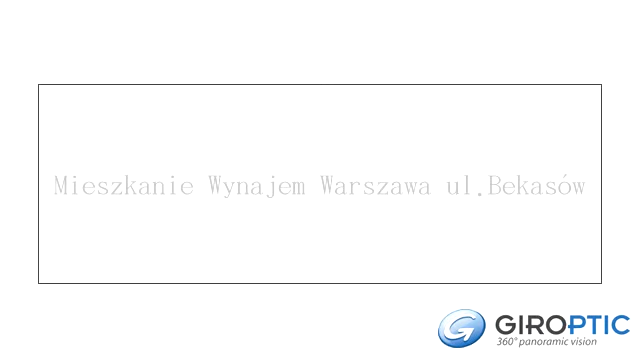 Mieszkanie Wynajem Warszawa ul.Bekasów
GIROPTIC
360° panoramic vision